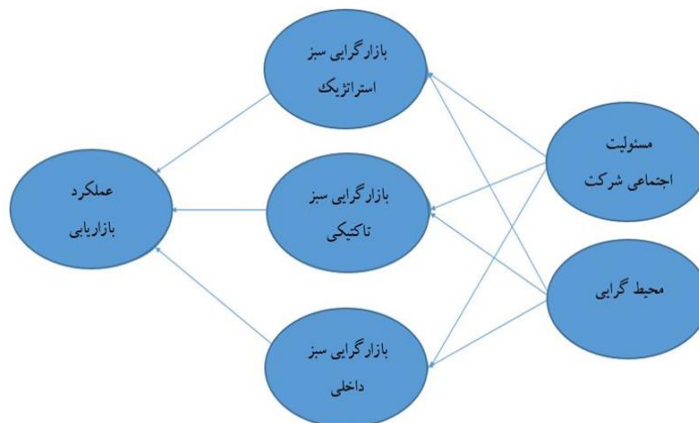 مسئولیت
اجتماعی شرکت
محیط گرایی
بازارگرایی سبز
استراتژیک
بازارگرایی سبز
تاکتیکی
بازارگرایی سبز
داخلی
عملکرد
بازاریابی